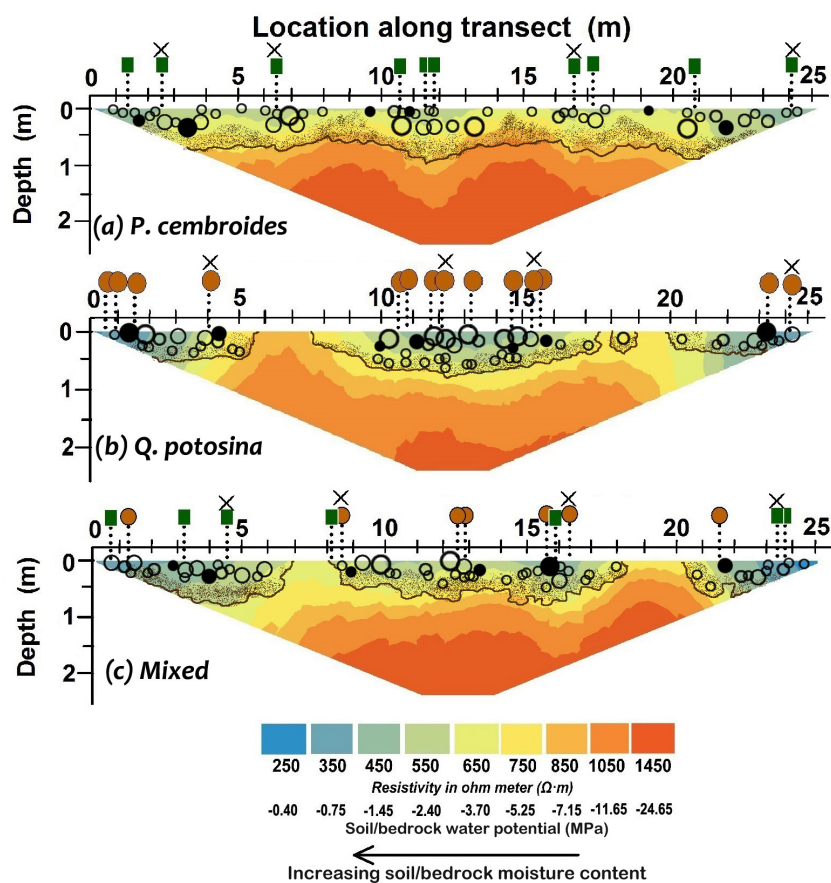 Location along transect (m)
0 5 10 15 20 25
0
1
2
Depth (m)
(a) P. cembroides
0 5 10 15 20 25
0
1
2
(b) Q. potosina
0 5 10 15 20 25
0
1
2
Depth (m)
(c) Mixed
250 350 450 550 650 750 850 1050 1450
Resistivity in ohm meter (Ω·m)
-0.40 -0.75 -1.45 -2.40 -3.70 -5.25 -7.15 -11.65 -24.65
Soil/bedrock water potential (MPa)
Increasing soil/bedrock moisture content